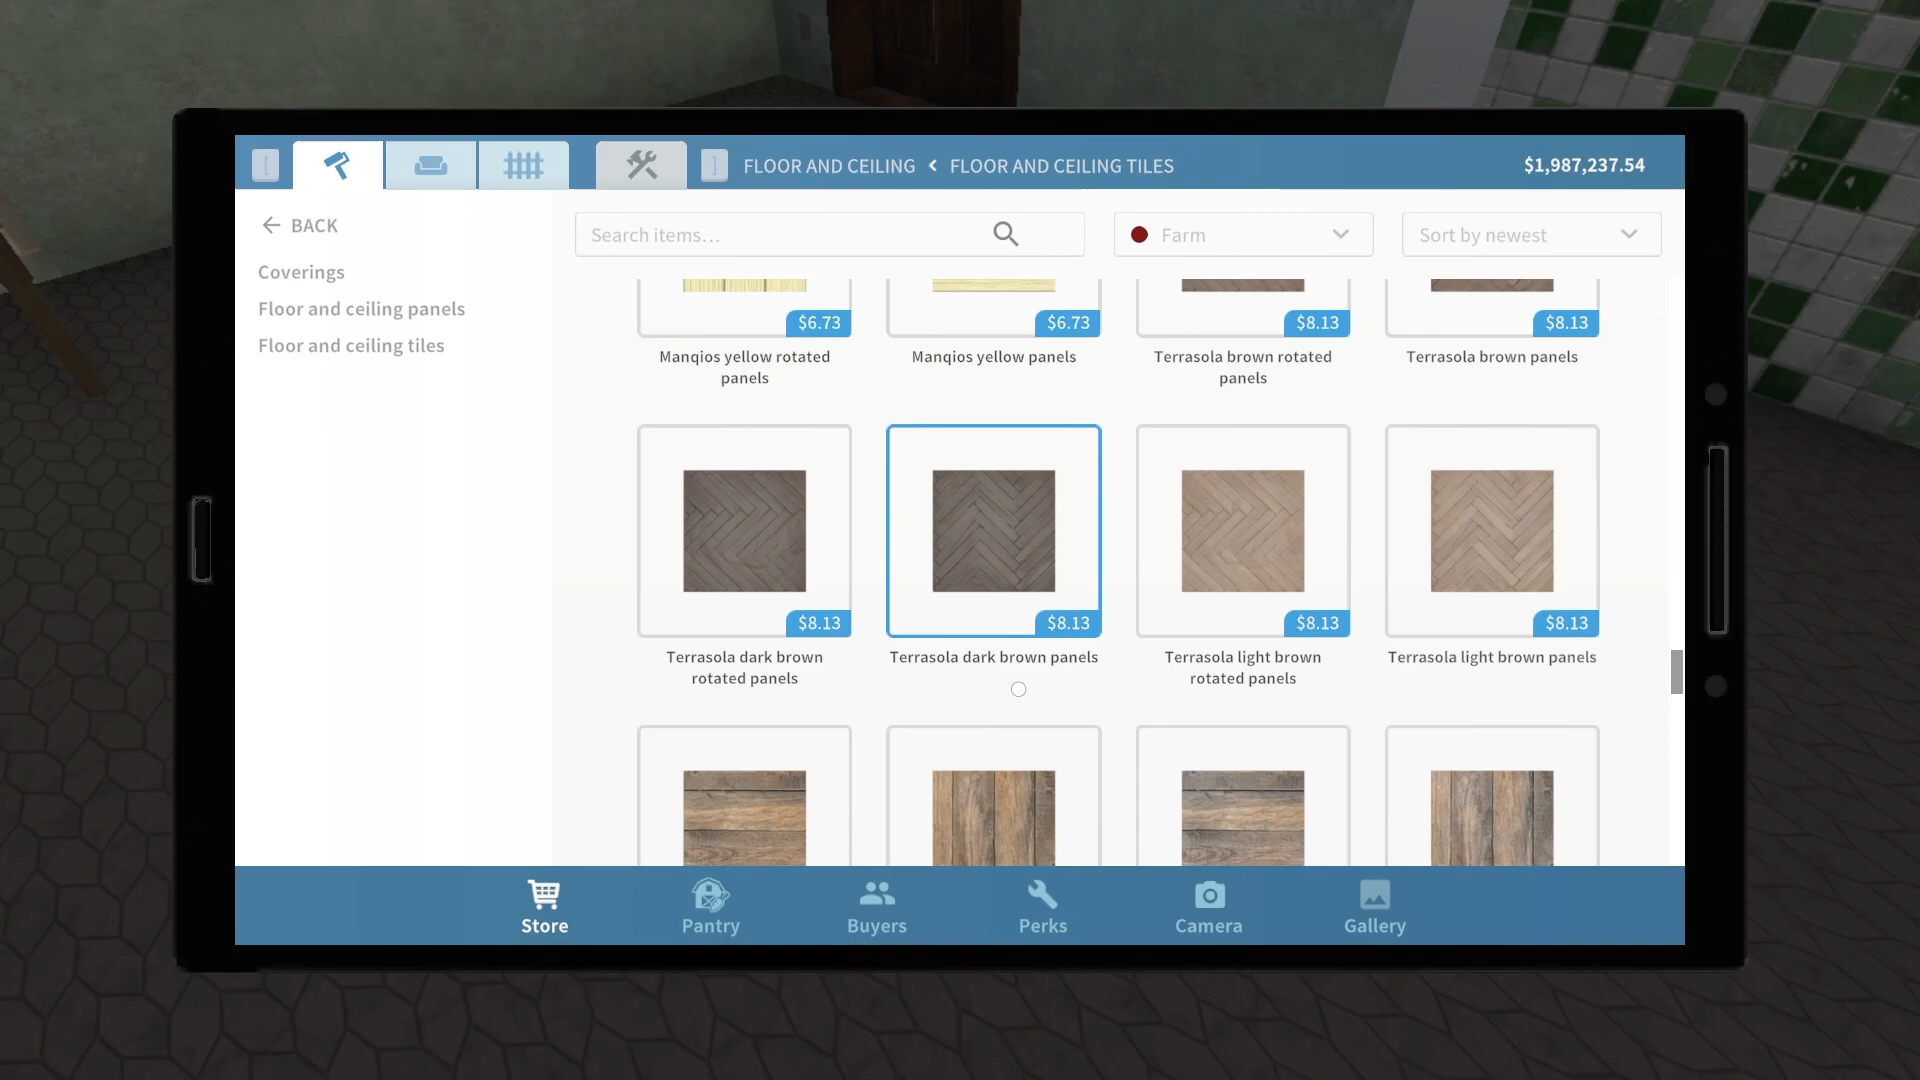 [
]
FLOOR AND CEILING < FLOOR AND CEILING TILES
$1,987,237.54
BACK
Coverings
Floor and ceiling panels
Floor and ceiling tiles
Search items...
Farm
Sort by newest
$6.73
$6.73
$8.13
$8.13
Manqios yellow rotated
panels
Manqios yellow panels
Terrasola brown rotated
panels
Terrasola brown panels
$8.13
$8.13
$8.13
$8.13
Terrasola dark brown
rotated panels
Terrasola dark brown panels
Terrasola light brown
rotated panels
Terrasola light brown panels
Store
Pantry
Buyers
Perks
Camera
Gallery